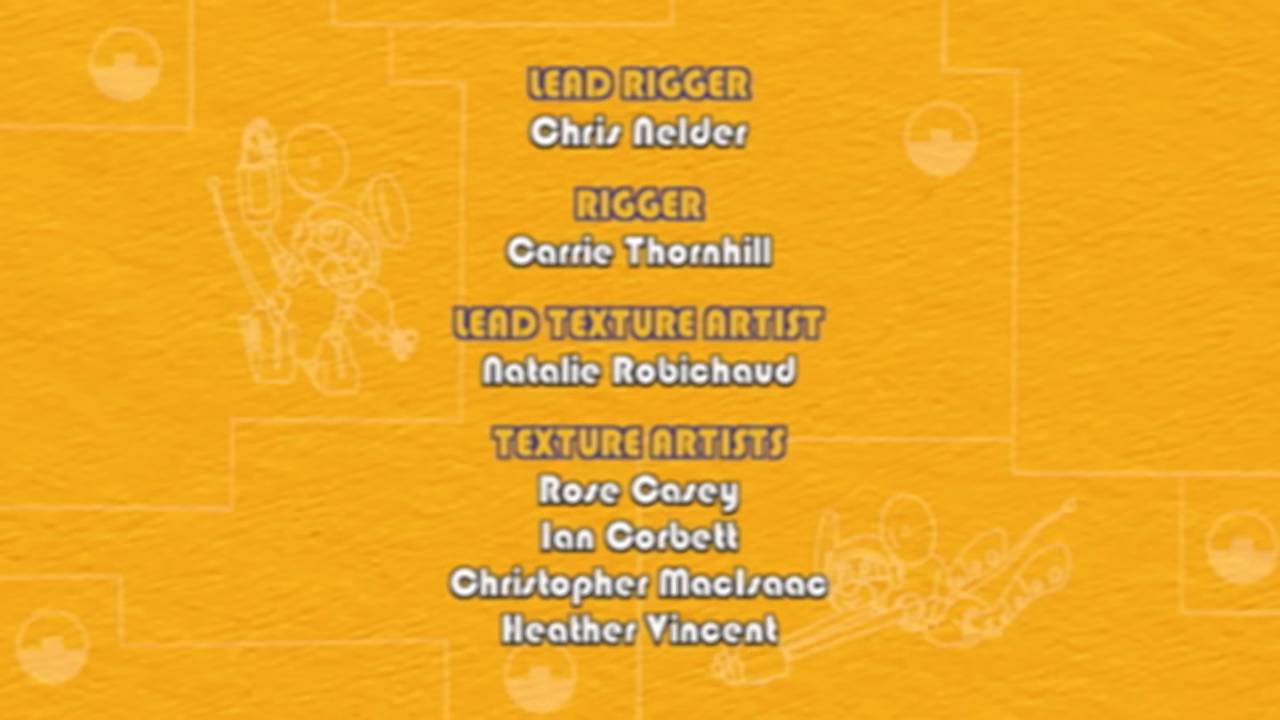 LEAD RIGGER
Chris Nelder
RIGGER
Carrie Thornhill
LEAD TEXTURE ARTIST
Natalie Robichaud
TEXTURE ARTISTS
Rose Casey
Ian Corbett
Christopher MacIsaac
Heather Vincent